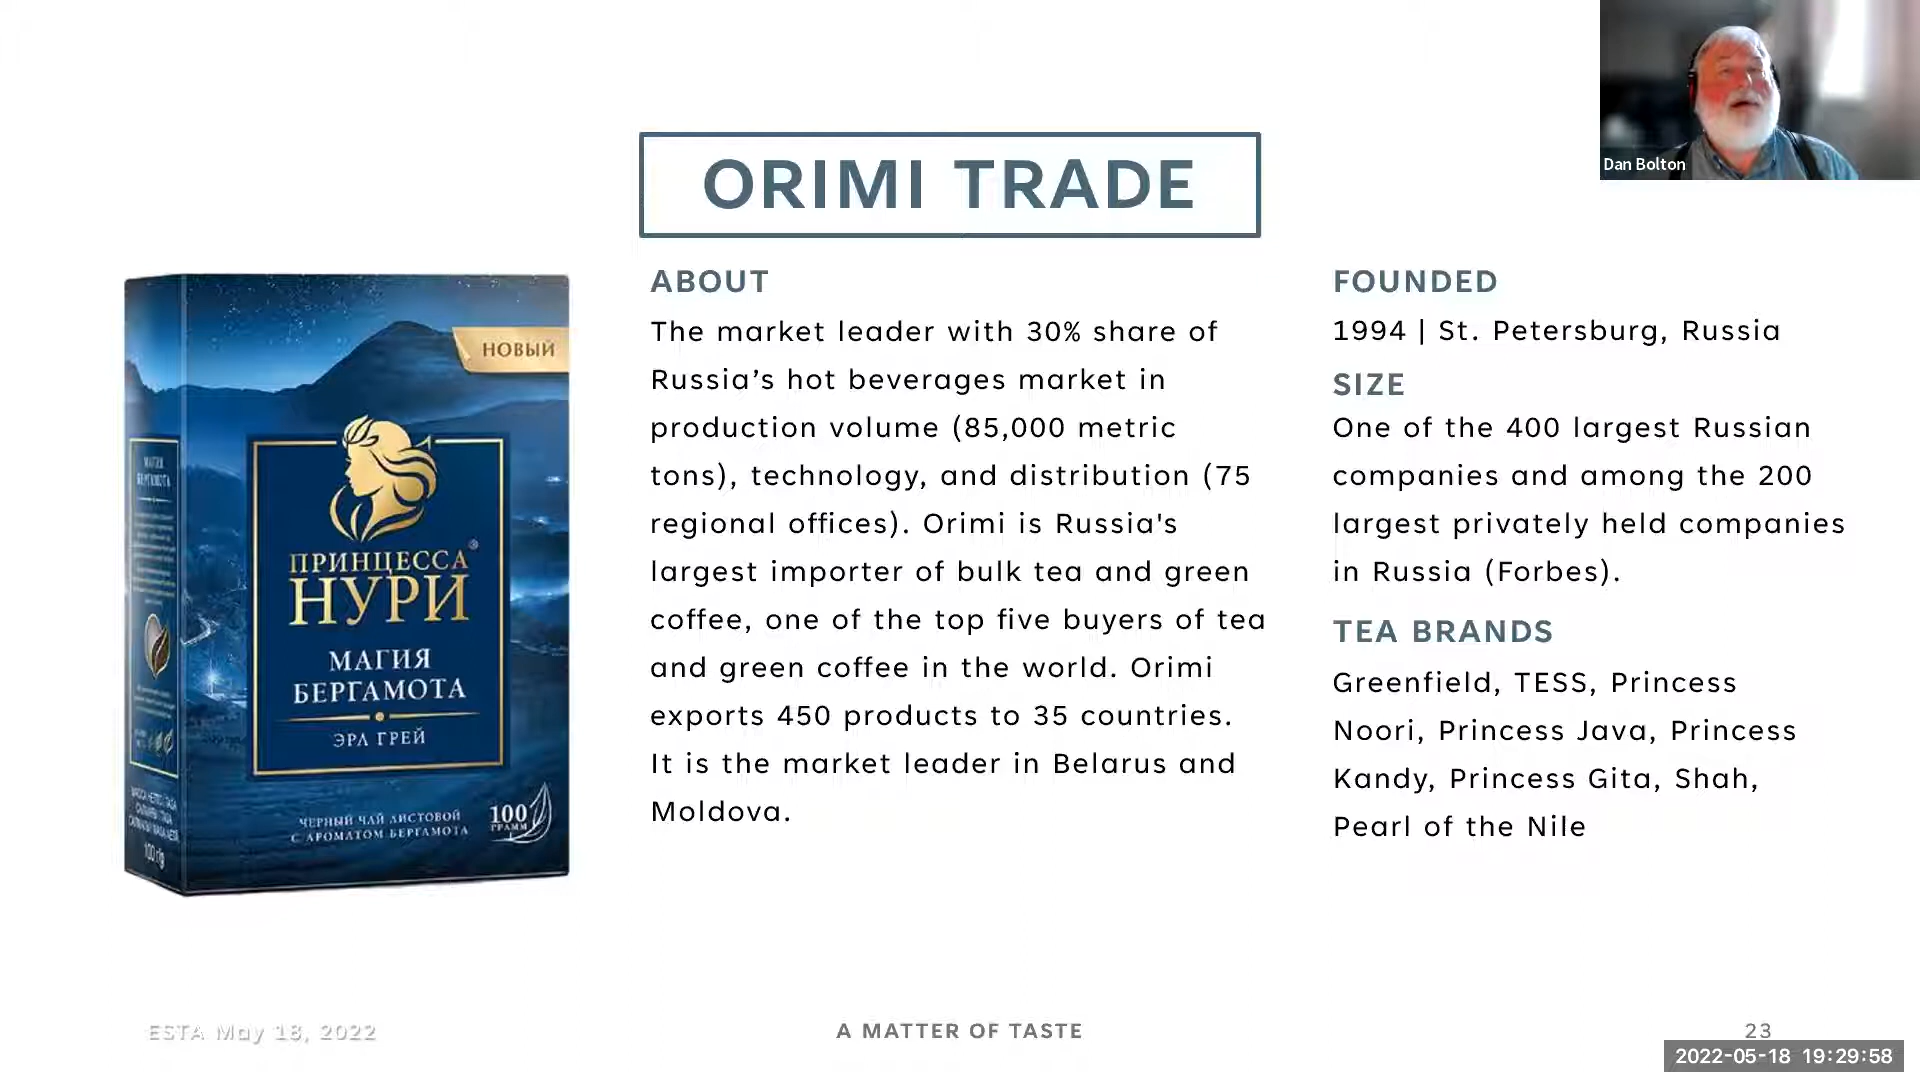 Dan Bolton
ORIMI TRADE
ABOUT
The market leader with 30% share of
Russia’s hot beverages market in
production volume (85,000 metric
tons), technology, and distribution (75
regional offices). Orimi is Russia's
largest importer of bulk tea and green
coffee, one of the top five buyers of tea
and green coffee in the world. Orimi
exports 450 products to 35 countries.
It is the market leader in Belarus and
Moldova.
FOUNDED
1994 | St. Petersburg, Russia
SIZE
One of the 400 largest Russian
companies and among the 200
largest privately held companies
in Russia (Forbes).
TEA BRANDS
Greenfield, TESS, Princess
Noori, Princess Java, Princess
Kandy, Princess Gita, Shah,
Pearl of the Nile
НОВЫЙ
ПРИНЦЕССА®
НУРИ
МАГИЯ
БЕРГАМОТА
ЭРЛ ГРЕЙ
ЧЕРНЫЙ ЧАЙ ЛИСТОВОЙ
С АРОМАТОМ БЕРГАМОТА
100
ГРАММ
МАГИЯ
БЕРГАМОТА
ESTA May 18, 2022
A MATTER OF TASTE
23
2022-05-18 19:29:58